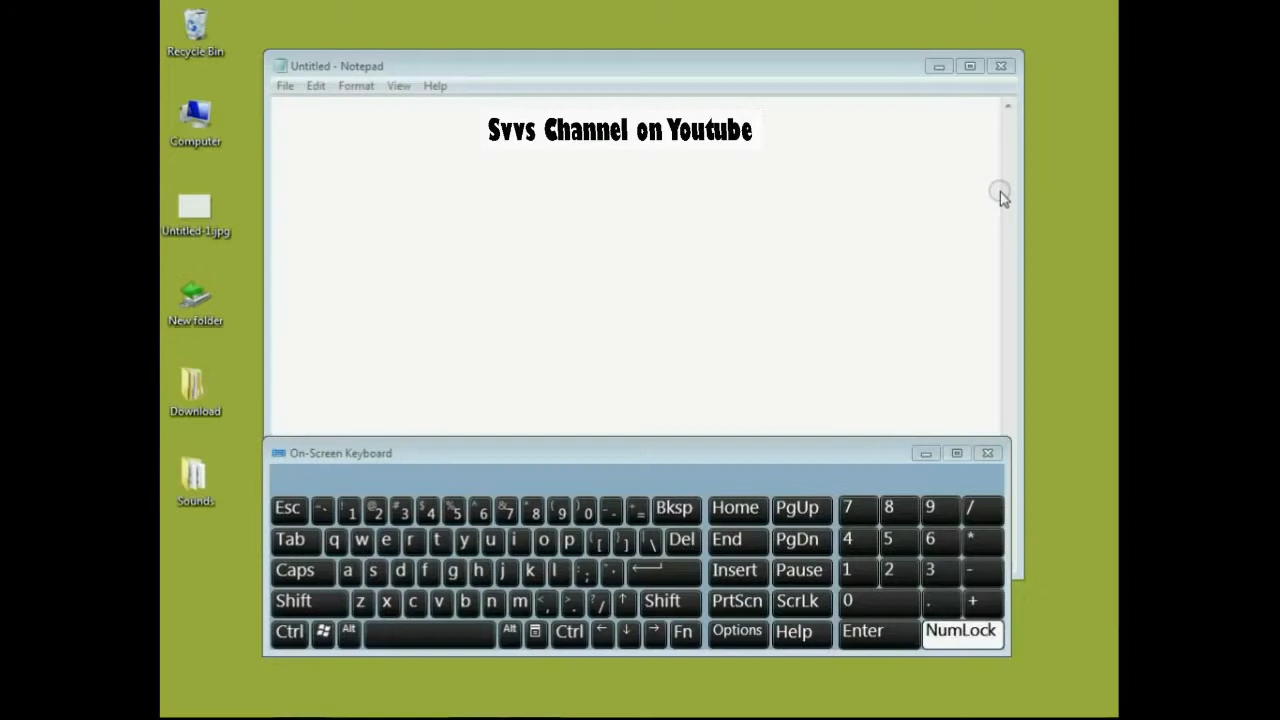 Recycle Bin
Computer
Untitled-1.jpg
New folder
Download
Sounds
Untitled - Notepad
File Edit Format View Help
Svvs Channel on Youtube
On-Screen Keyboard
Esc ~ ` ! 1 @ 2 # 3 $ 4 % 5 ^ 6 & 7 * 8 ( 9 ) 0 _ - + = Bksp Home PgUp 7 8 9 /
Tab q w e r t y u i o p { [ } ] | \ Del End PgDn 4 5 6 *
Caps a s d f g h j k l : ; " ' Insert Pause 1 2 3 -
Shift z x c v b n m < , > . ? / ↑ Shift PrtScn ScrLk 0 . +
Ctrl Alt Alt Ctrl ← ↓ → Fn Options Help Enter NumLock